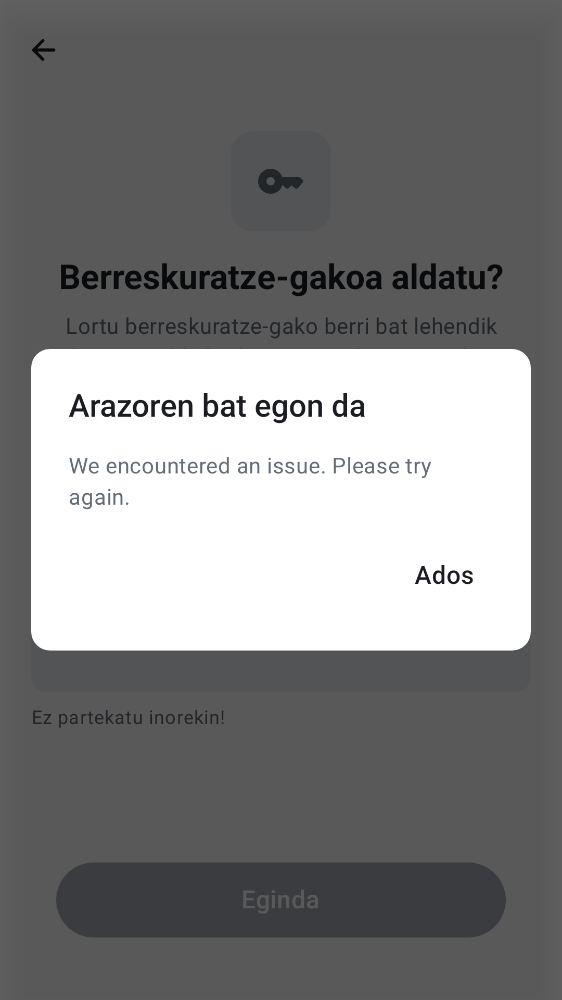 Berreskuratze-gakoa aldatu?
Lortu berreskuratze-gako berri bat lehendik
Arazoren bat egon da
We encountered an issue. Please try
again.
Ados
Ez partekatu inorekin!
Eginda